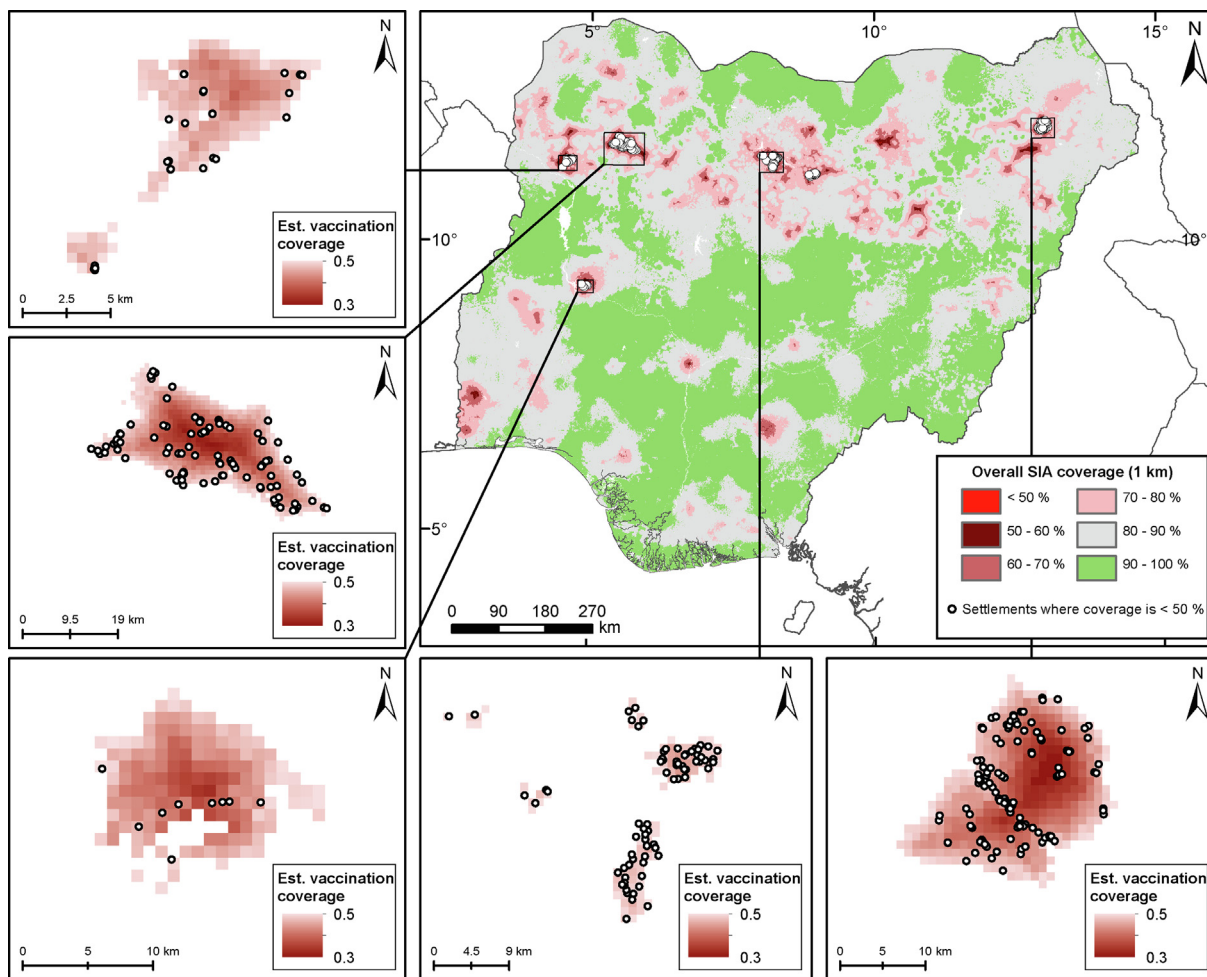 N
Est. vaccination
coverage
0.5
0.3
0 2.5 5 km
N
Est. vaccination
coverage
0.5
0.3
0 9.5 19 km
N
Est. vaccination
coverage
0.5
0.3
0 5 10 km
5° 10° 15°
N
10° 10°
5°
Overall SIA coverage (1 km)
< 50 % 70 - 80 %
50 - 60 % 80 - 90 %
60 - 70 % 90 - 100 %
Settlements where coverage is < 50 %
0 90 180 270
km
5° 10° 15°
N
Est. vaccination
coverage
0.5
0.3
0 4.5 9 km
N
Est. vaccination
coverage
0.5
0.3
0 5 10 km